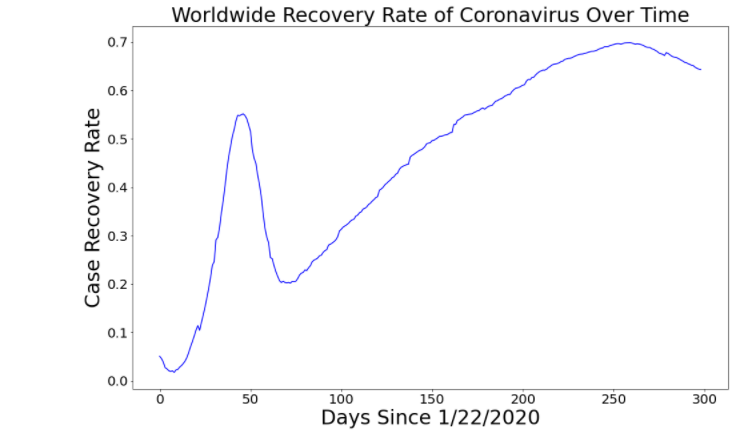 Worldwide Recovery Rate of Coronavirus Over Time
Case Recovery Rate
0.7
0.6
0.5
0.4
0.3
0.2
0.1
0.0
0 50 100 150 200 250 300
Days Since 1/22/2020